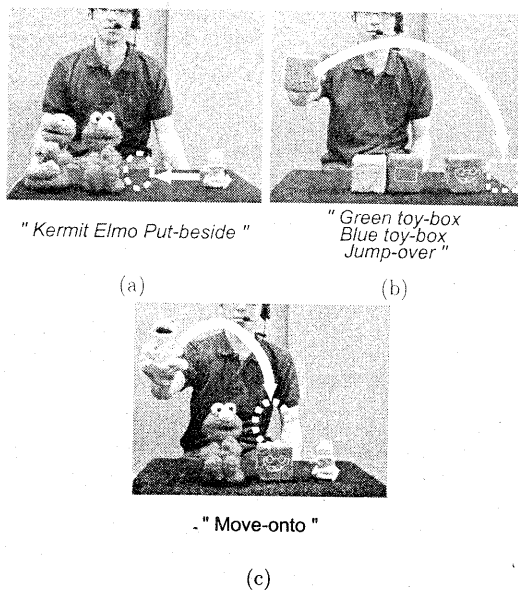 " Kermit Elmo Put-beside "
(a)
" Green toy-box
Blue toy-box
Jump-over "
(b)
" Move-onto "
(c)